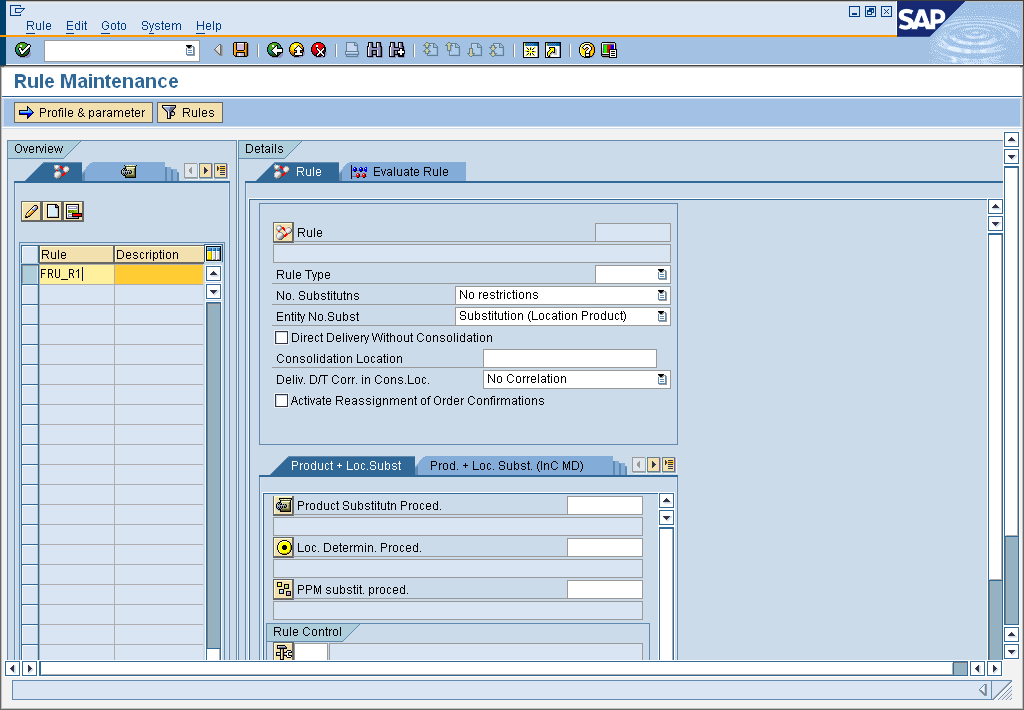 Rule Edit Goto System Help
SAP
Rule Maintenance
Profile & parameter Rules
Overview
Details
Rule Evaluate Rule
Rule
Rule Description
FRU_R1
Rule Type
No. Substitutns No restrictions
Entity No.Subst Substitution (Location Product)
Direct Delivery Without Consolidation
Consolidation Location
Deliv. D/T Corr. in Cons.Loc. No Correlation
Activate Reassignment of Order Confirmations
Product + Loc.Subst Prod. + Loc. Subst. (InC MD)
Product Substitutn Proced.
Loc. Determin. Proced.
PPM substit. proced.
Rule Control